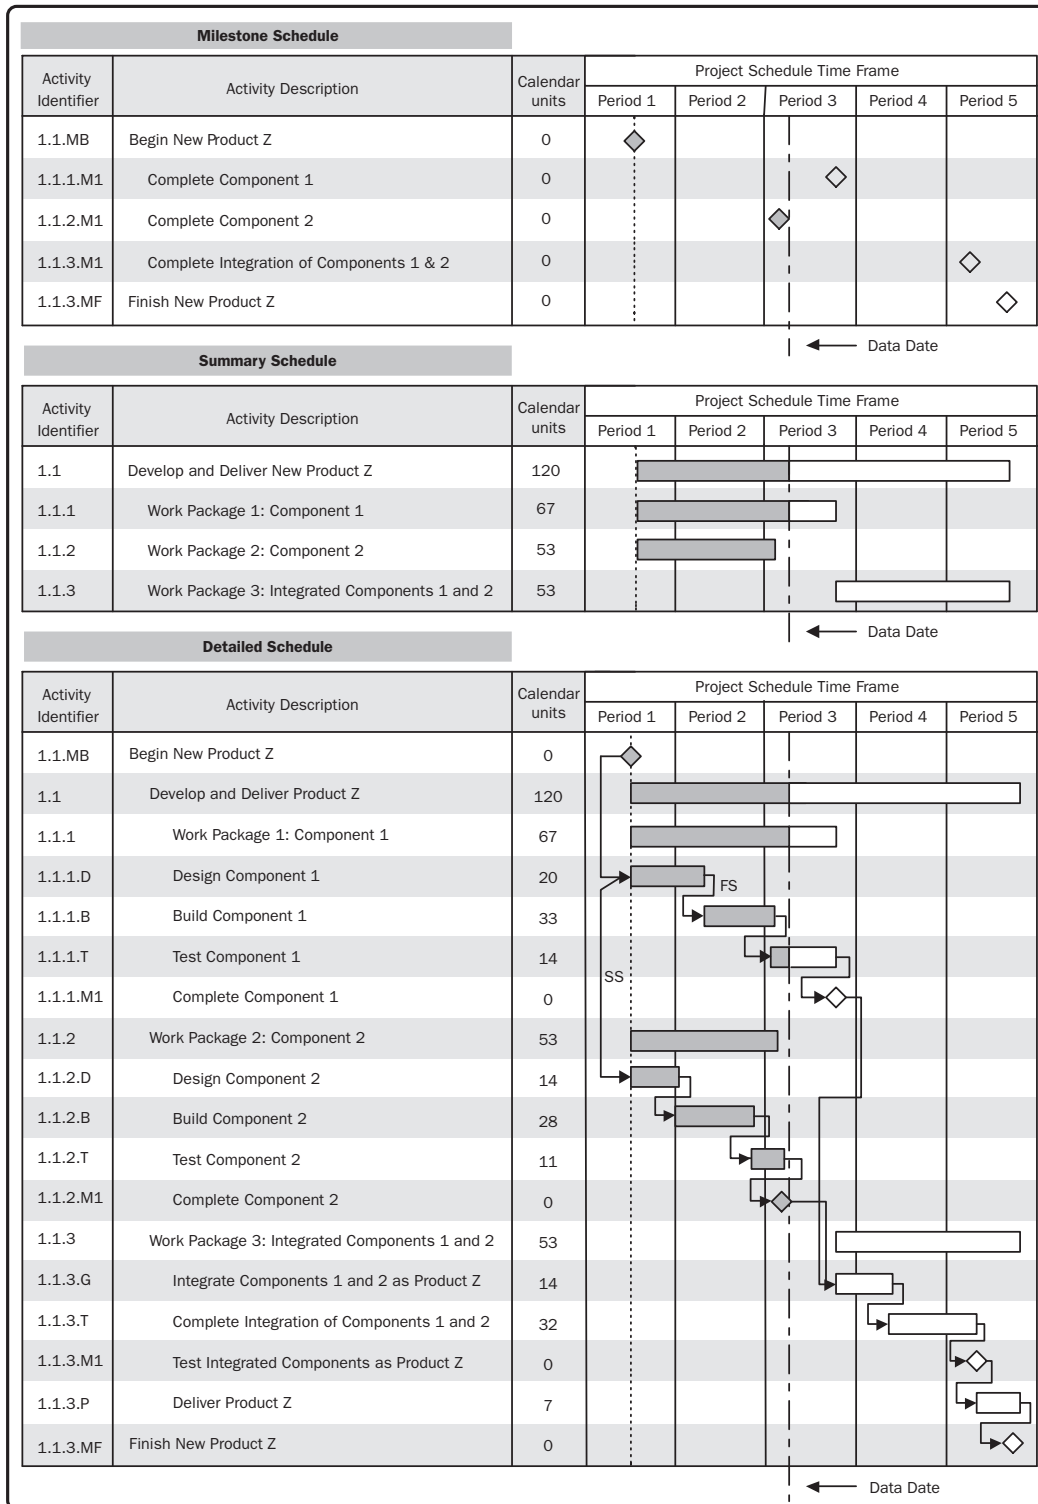 Milestone Schedule
Activity Identifier Activity Description Calendar units Project Schedule Time Frame
Period 1 Period 2 Period 3 Period 4 Period 5
1.1.MB Begin New Product Z 0
1.1.1.M1 Complete Component 1 0
1.1.2.M1 Complete Component 2 0
1.1.3.M1 Complete Integration of Components 1 & 2 0
1.1.3.MF Finish New Product Z 0
Data Date
Summary Schedule
Activity Identifier Activity Description Calendar units Project Schedule Time Frame
Period 1 Period 2 Period 3 Period 4 Period 5
1.1 Develop and Deliver New Product Z 120
1.1.1 Work Package 1: Component 1 67
1.1.2 Work Package 2: Component 2 53
1.1.3 Work Package 3: Integrated Components 1 and 2 53
Data Date
Detailed Schedule
Activity Identifier Activity Description Calendar units Project Schedule Time Frame
Period 1 Period 2 Period 3 Period 4 Period 5
1.1.MB Begin New Product Z 0
1.1 Develop and Deliver Product Z 120
1.1.1 Work Package 1: Component 1 67
1.1.1.D Design Component 1 20 FS
1.1.1.B Build Component 1 33
1.1.1.T Test Component 1 14
SS
1.1.1.M1 Complete Component 1 0
1.1.2 Work Package 2: Component 2 53
1.1.2.D Design Component 2 14
1.1.2.B Build Component 2 28
1.1.2.T Test Component 2 11
1.1.2.M1 Complete Component 2 0
1.1.3 Work Package 3: Integrated Components 1 and 2 53
1.1.3.G Integrate Components 1 and 2 as Product Z 14
1.1.3.T Complete Integration of Components 1 and 2 32
1.1.3.M1 Test Integrated Components as Product Z 0
1.1.3.P Deliver Product Z 7
1.1.3.MF Finish New Product Z 0
Data Date